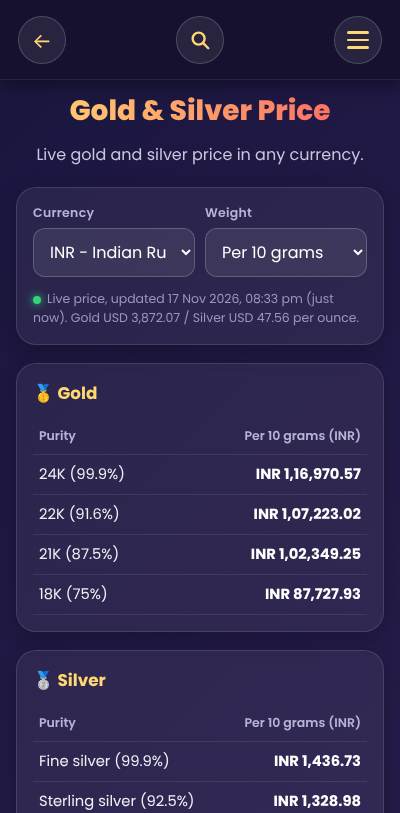 Gold & Silver Price
Live gold and silver price in any currency.
Currency
Weight
INR - Indian Ru
Per 10 grams
Live price, updated 17 Nov 2026, 08:33 pm (just
now). Gold USD 3,872.07 / Silver USD 47.56 per ounce.
Gold
Purity
Per 10 grams (INR)
24K (99.9%)
INR 1,16,970.57
22K (91.6%)
INR 1,07,223.02
21K (87.5%)
INR 1,02,349.25
18K (75%)
INR 87,727.93
Silver
Purity
Per 10 grams (INR)
Fine silver (99.9%)
INR 1,436.73
Sterling silver (92.5%)
INR 1,328.98